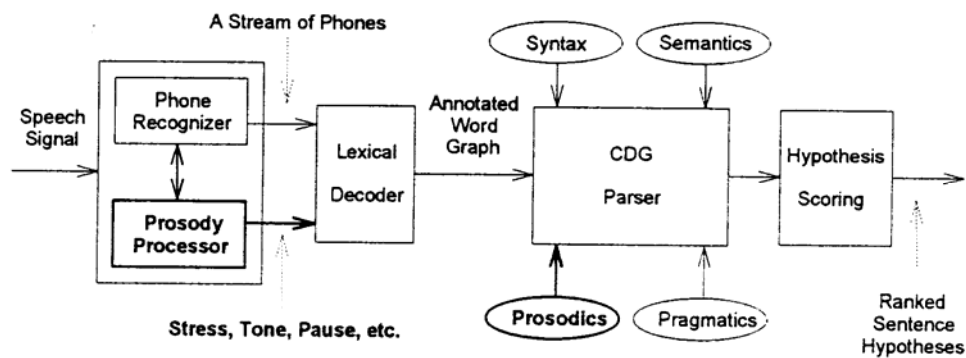 A Stream of Phones
Syntax
Semantics
Speech
Signal
Phone
Recognizer
Prosody
Processor
Lexical
Decoder
Annotated
Word
Graph
CDG
Parser
Hypothesis
Scoring
Stress, Tone, Pause, etc.
Prosodics
Pragmatics
Ranked
Sentence
Hypotheses